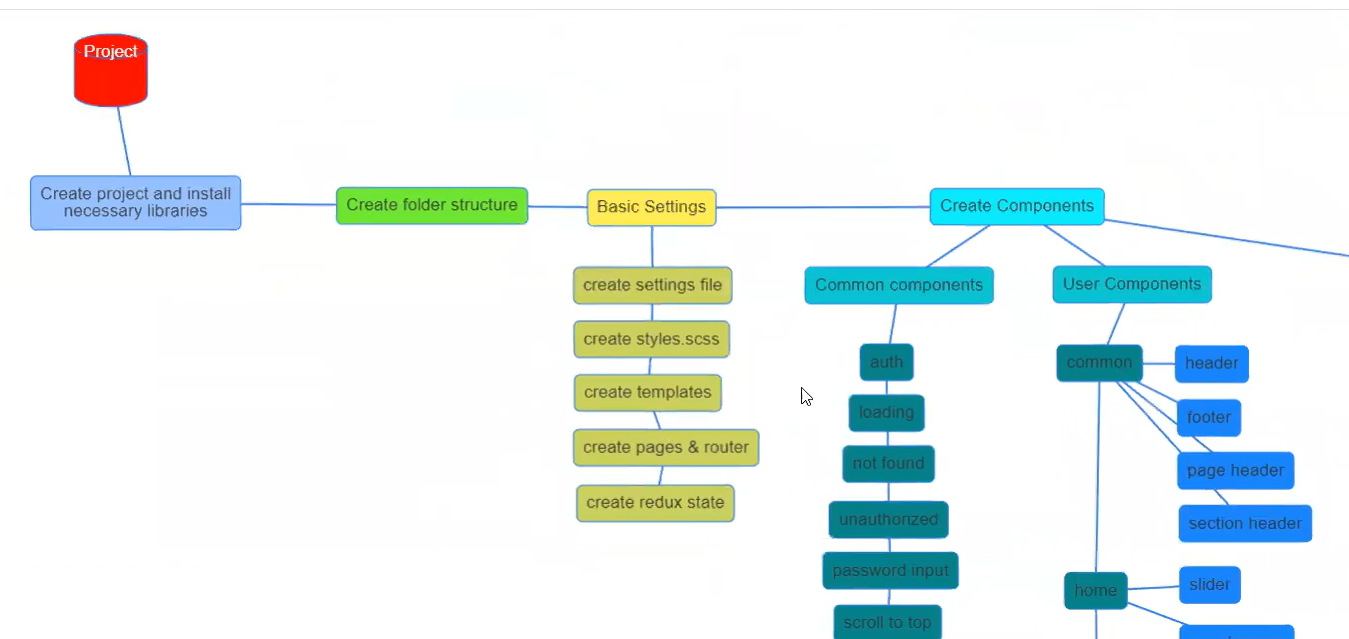 Project
Create project and install
necessary libraries
Create folder structure
Basic Settings
Create Components
create settings file
create styles.scss
create templates
create pages & router
create redux state
Common components
auth
loading
not found
unauthorized
password input
scroll to top
User Components
common
header
footer
page header
section header
home
slider